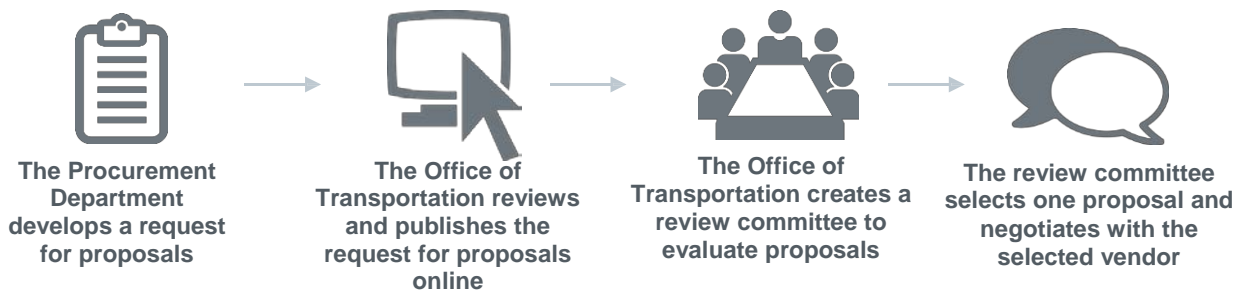 The Procurement
Department
develops a request
for proposals
The Office of
Transportation reviews
and publishes the
request for proposals
online
The Office of
Transportation creates a
review committee to
evaluate proposals
The review committee
selects one proposal and
negotiates with the
selected vendor